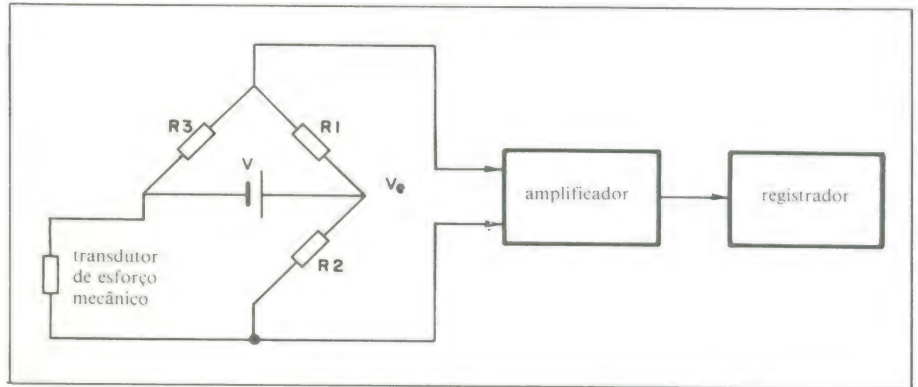 R3
R1
V
Ve
R2
transdutor
de esforço
mecânico
amplificador
registrador